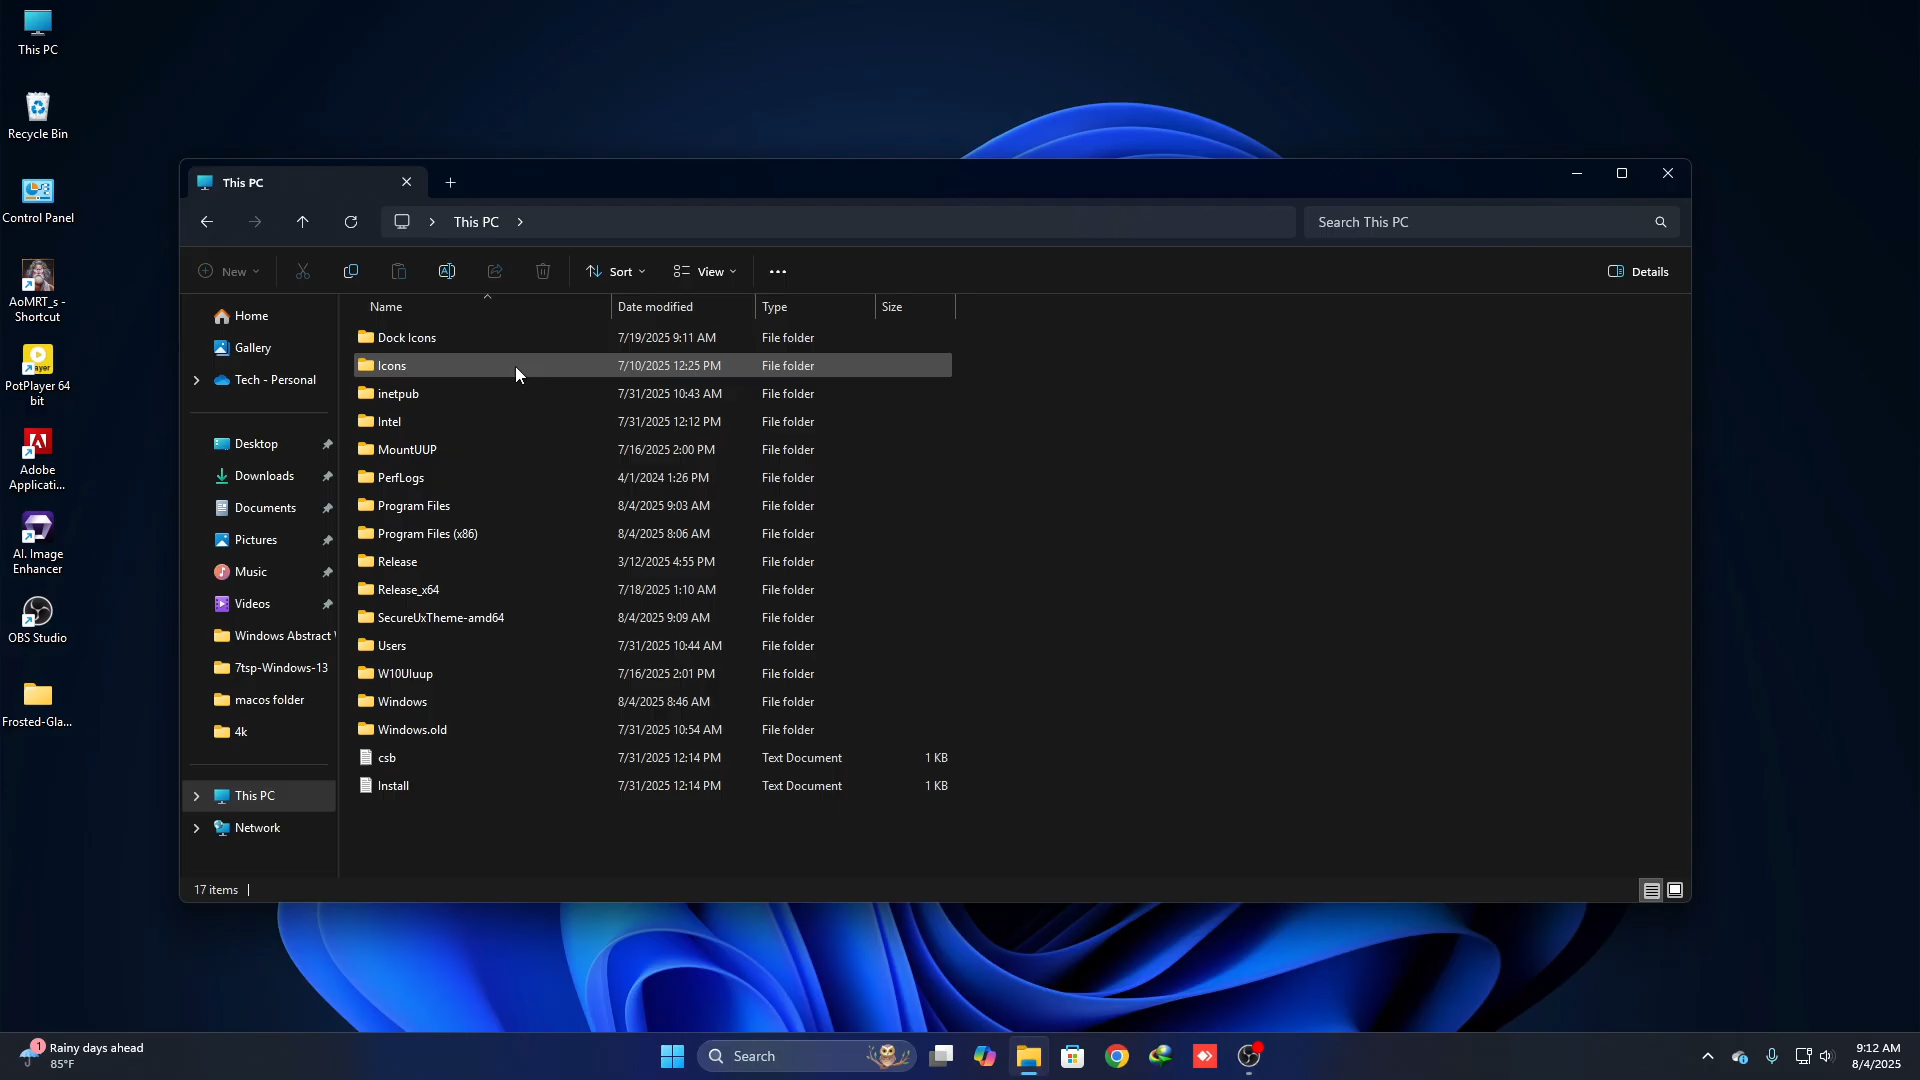 This PC
Recycle Bin
Control Panel
AoMRT_s -
Shortcut
PotPlayer 64
bit
Adobe
Applicati...
AI. Image
Enhancer
OBS Studio
Frosted-Gla...
This PC
This PC
Search This PC
New
Sort
View
Details
Home
Gallery
Tech - Personal
Desktop
Downloads
Documents
Pictures
Music
Videos
Windows Abstract
7tsp-Windows-13
macos folder
4k
This PC
Network
Name Date modified Type Size
Dock Icons 7/19/2025 9:11 AM File folder
Icons 7/10/2025 12:25 PM File folder
inetpub 7/31/2025 10:43 AM File folder
Intel 7/31/2025 12:12 PM File folder
MountUUP 7/16/2025 2:00 PM File folder
PerfLogs 4/1/2024 1:26 PM File folder
Program Files 8/4/2025 9:03 AM File folder
Program Files (x86) 8/4/2025 8:06 AM File folder
Release 3/12/2025 4:55 PM File folder
Release_x64 7/18/2025 1:10 AM File folder
SecureUxTheme-amd64 8/4/2025 9:09 AM File folder
Users 7/31/2025 10:44 AM File folder
W10UIuup 7/16/2025 2:01 PM File folder
Windows 8/4/2025 8:46 AM File folder
Windows.old 7/31/2025 10:54 AM File folder
csb 7/31/2025 12:14 PM Text Document 1 KB
Install 7/31/2025 12:14 PM Text Document 1 KB
17 items
1
Rainy days ahead
85°F
Search
9:12 AM
8/4/2025